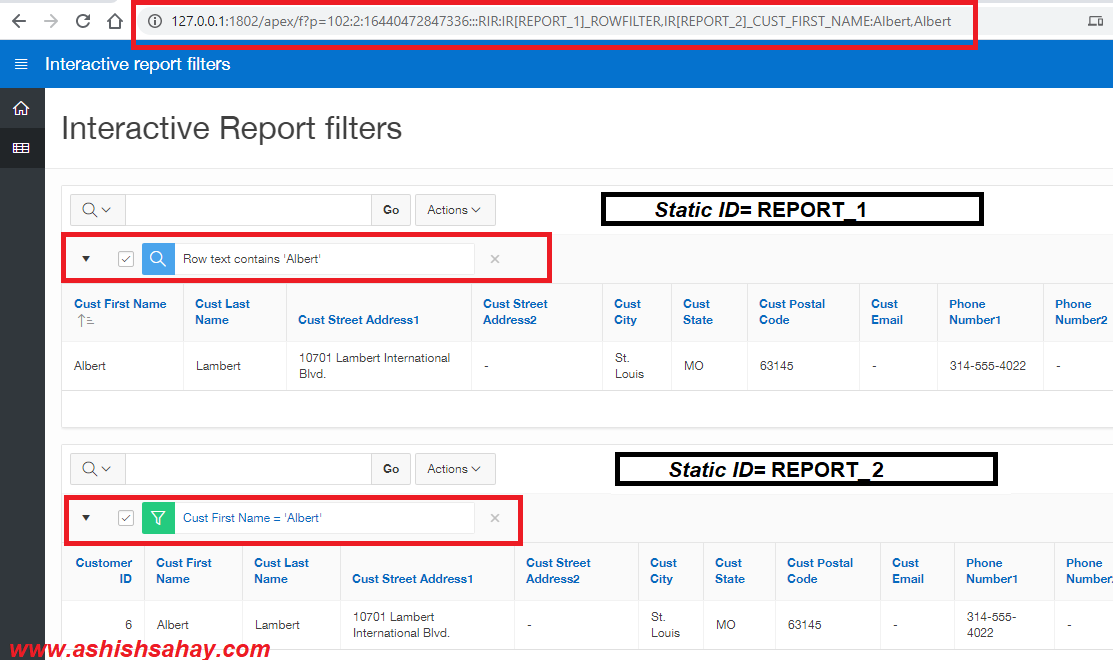 127.0.0.1:1802/apex/f?p=102:2:16440472847336:::RIR:IR[REPORT_1]_ROWFILTER,IR[REPORT_2]_CUST_FIRST_NAME:Albert,Albert
Interactive report filters
Interactive Report filters
Go Actions Static ID= REPORT_1
Row text contains 'Albert'
Cust First Name Cust Last Cust Street Cust Cust Cust Postal Cust Phone Phone
Name Cust Street Address1 Address2 City State Code Email Number1 Number2
10701 Lambert International St.
Albert Lambert - MO 63145 - 314-555-4022 -
Blvd. Louis
Go Actions Static ID= REPORT_2
Cust First Name = 'Albert'
Customer Cust First Cust Last Cust Street Cust Cust Cust Postal Cust Phone Phone
ID Name Name Cust Street Address1 Address2 City State Code Email Number1 Number
10701 Lambert St. 314-555-
6 Albert Lambert - MO 63145 - -
International Blvd. Louis 4022
www.ashishsahay.com